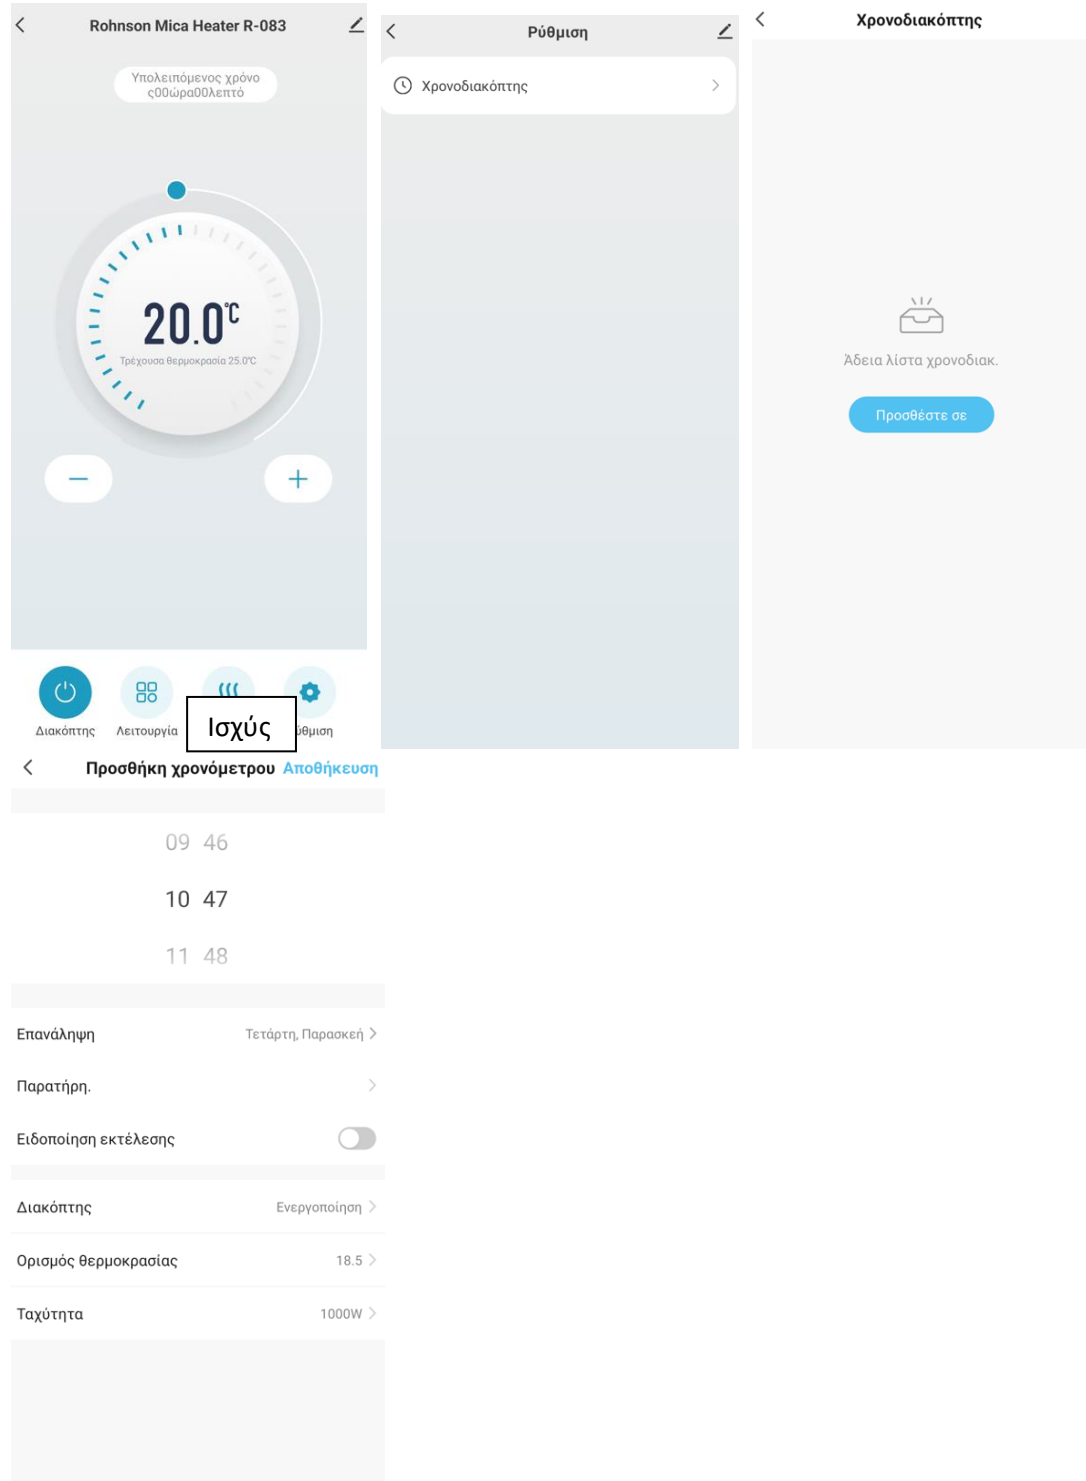 Rohnson Mica Heater R-083
Υπολειπόμενος χρόνο
ς00ώρα00λεπτό
20.0℃
Τρέχουσα θερμοκρασία 25.0℃
Διακόπτης
Λειτουργία
Ισχύς
ύθμιση
Ρύθμιση
Χρονοδιακόπτης
Χρονοδιακόπτης
Άδεια λίστα χρονοδιακ.
Προσθέστε σε
Προσθήκη χρονόμετρου Αποθήκευση
09 46
10 47
11 48
Επανάληψη Τετάρτη, Παρασκεή
Παρατήρη.
Ειδοποίηση εκτέλεσης
Διακόπτης Ενεργοποίηση
Ορισμός θερμοκρασίας 18.5
Ταχύτητα 1000W